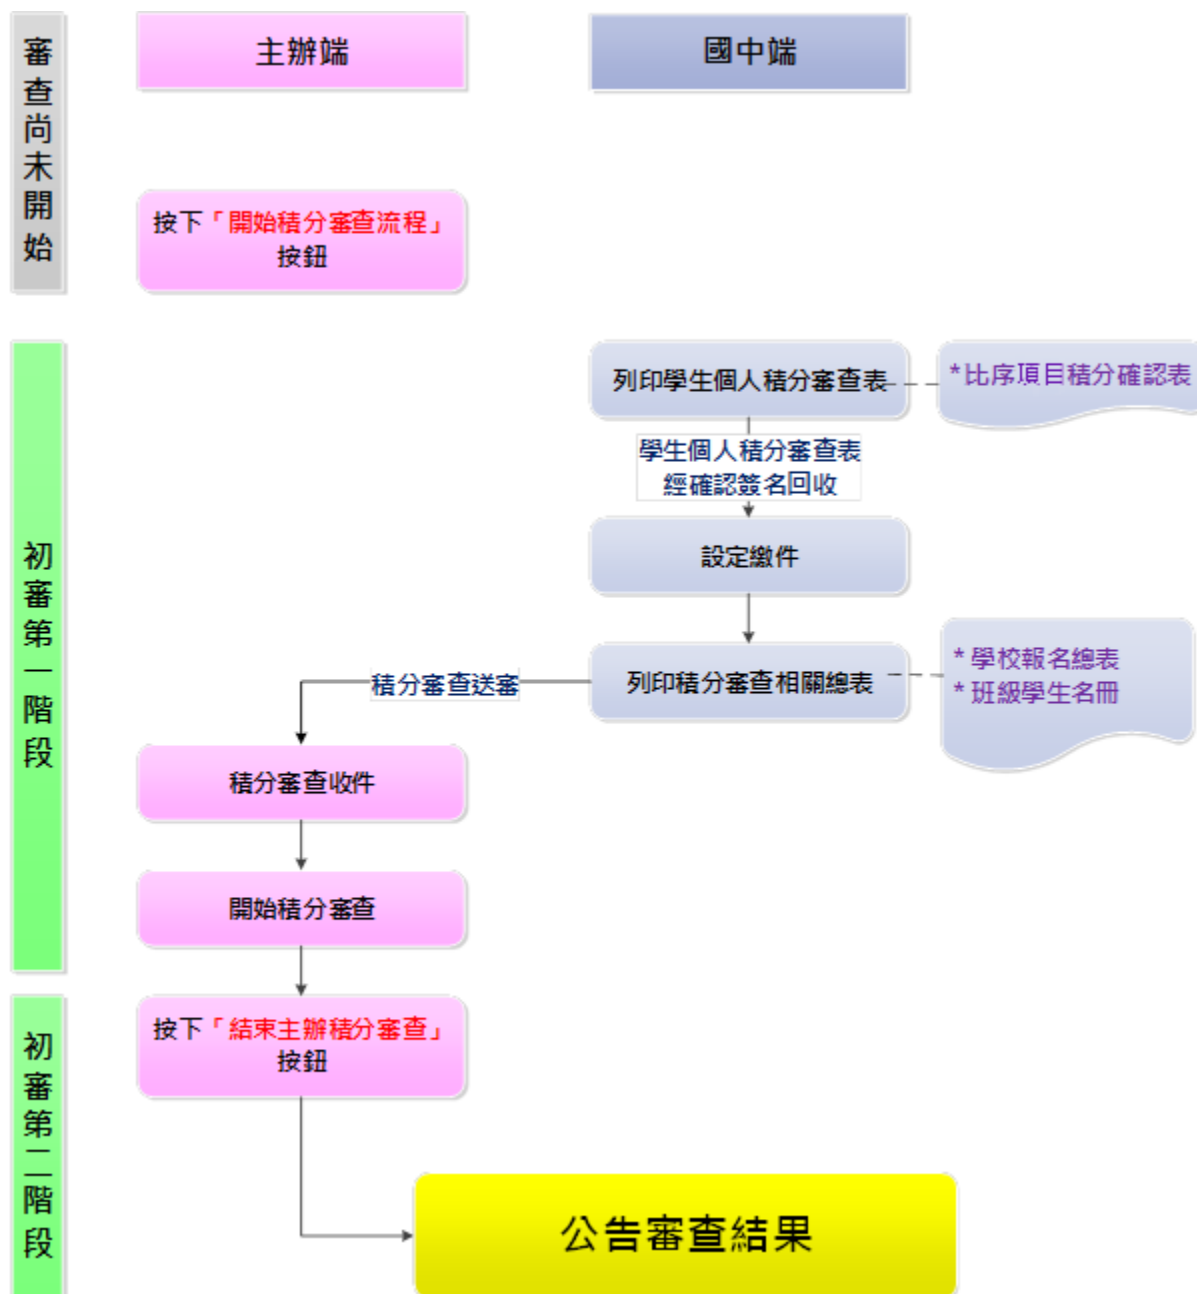 審查尚未開始
主辦端
國中端
按下「開始積分審查流程」
按鈕
初審第一階段
列印學生個人積分審查表
*比序項目積分確認表
學生個人積分審查表
經確認簽名回收
設定繳件
列印積分審查相關總表
* 學校報名總表
* 班級學生名冊
積分審查送審
積分審查收件
開始積分審查
初審第二階段
按下「結束主辦積分審查」
按鈕
公告審查結果